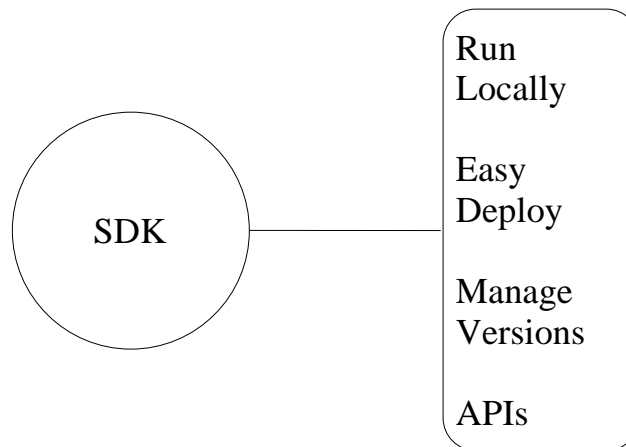 SDK
Run
Locally
Easy
Deploy
Manage
Versions
APIs